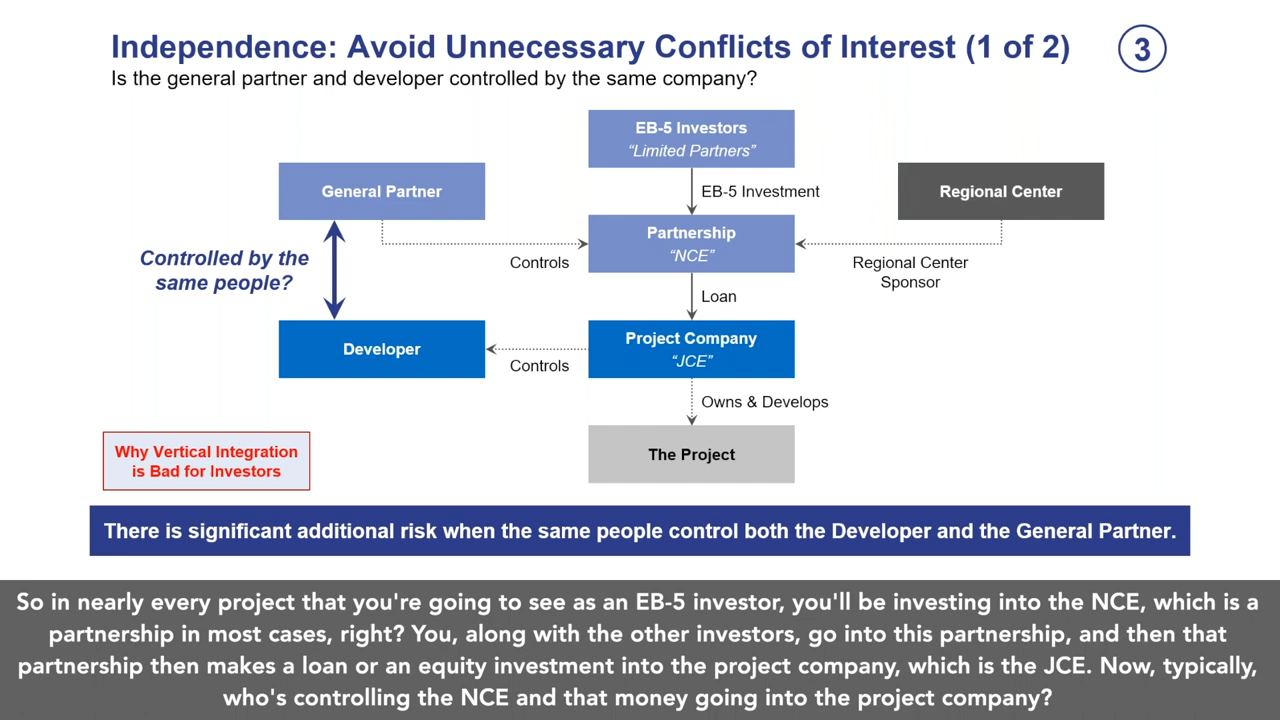 Independence: Avoid Unnecessary Conflicts of Interest (1 of 2)
3
Is the general partner and developer controlled by the same company?
EB-5 Investors
“Limited Partners”
General Partner
EB-5 Investment
Regional Center
Partnership
“NCE”
Controlled by the
same people?
Controls
Regional Center
Sponsor
Loan
Developer
Project Company
“JCE”
Controls
Owns & Develops
Why Vertical Integration
is Bad for Investors
The Project
There is significant additional risk when the same people control both the Developer and the General Partner.
So in nearly every project that you're going to see as an EB-5 investor, you'll be investing into the NCE, which is a
partnership in most cases, right? You, along with the other investors, go into this partnership, and then that
partnership then makes a loan or an equity investment into the project company, which is the JCE. Now, typically,
who's controlling the NCE and that money going into the project company?